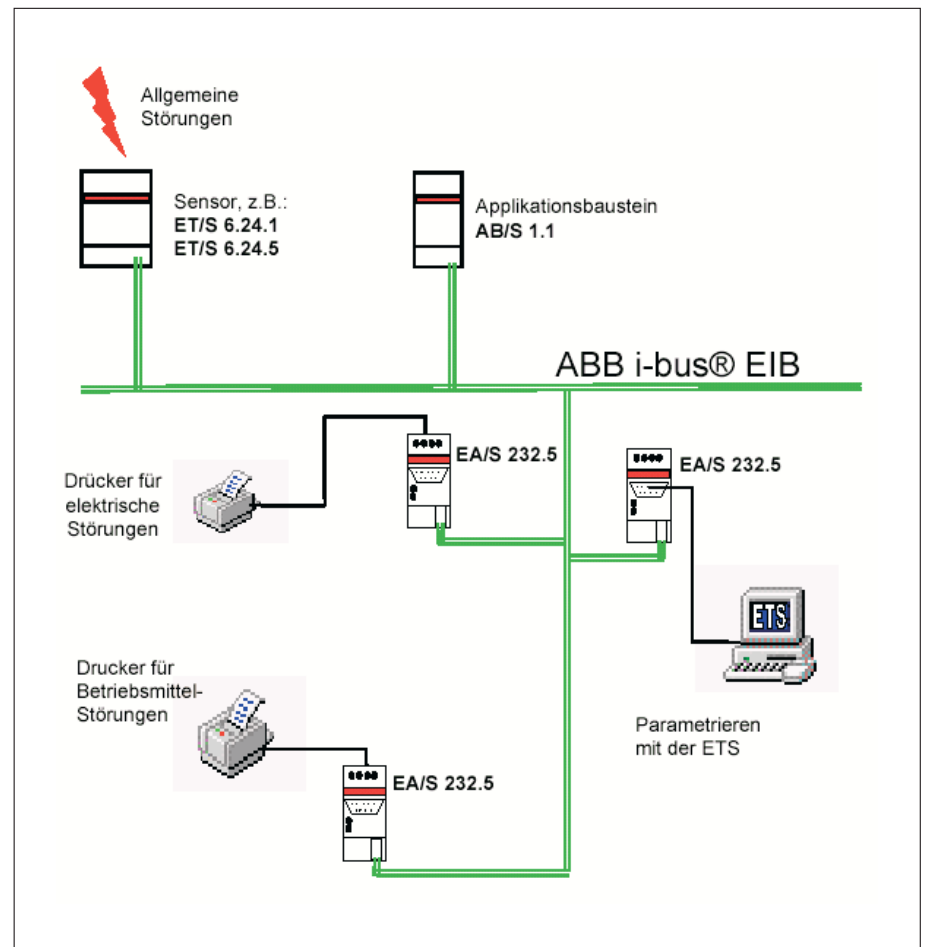 Allgemeine
Störungen
Sensor, z.B.:
ET/S 6.24.1
ET/S 6.24.5
Applikationsbaustein
AB/S 1.1
ABB i-bus® EIB
EA/S 232.5
EA/S 232.5
Drücker für
elektrische
Störungen
ETS
Drucker für
Betriebsmittel-
Störungen
Parametrieren
mit der ETS
EA/S 232.5